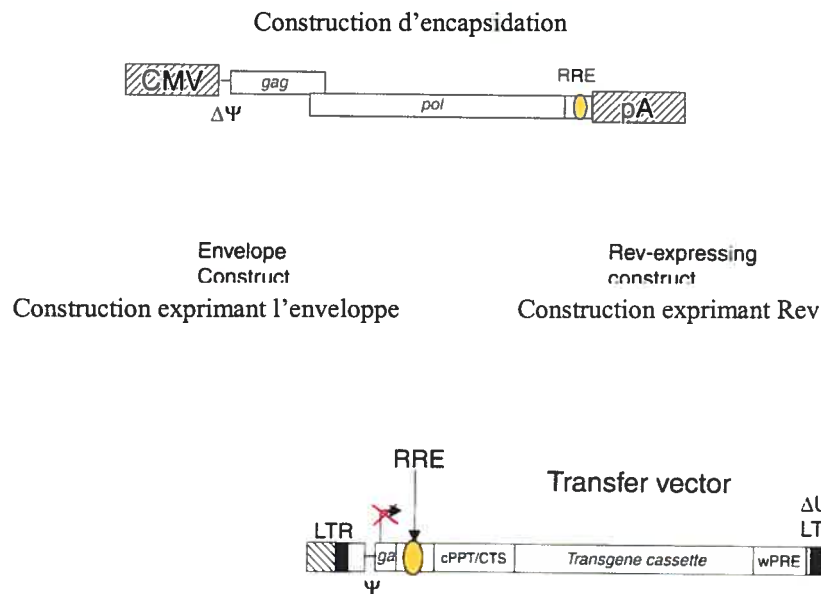 Construction d'encapsidation
CMV
gag
RRE
ΔΨ
pol
pA
Envelope
Construct
Rev-expressing
construct
Construction exprimant l'enveloppe
Construction exprimant Rev
RRE
Transfer vector
LTR
ga
cPPT/CTS
Transgene cassette
wPRE
Ψ